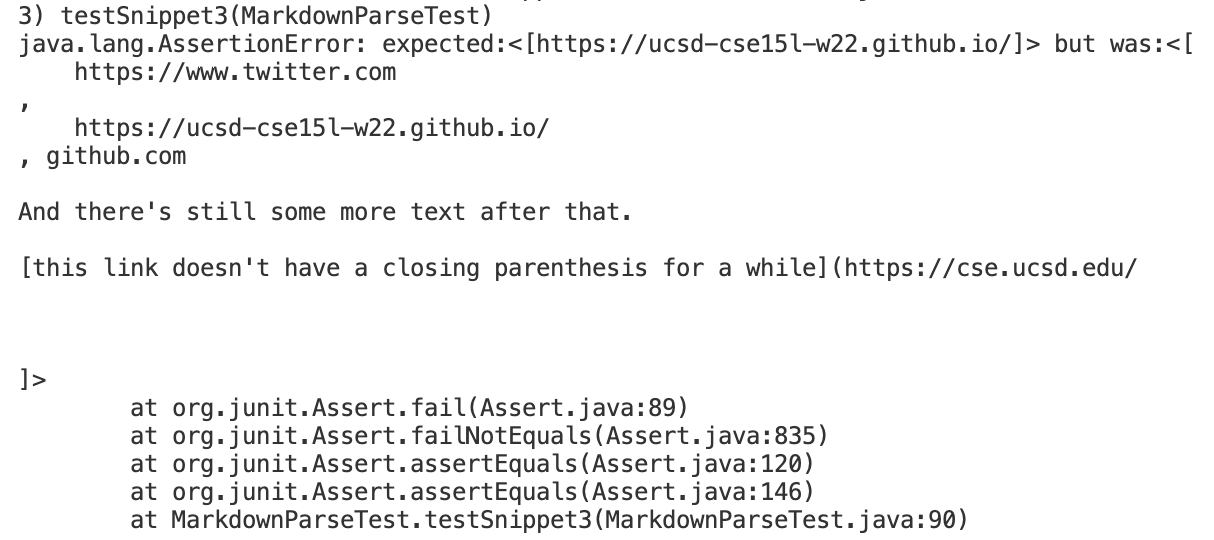 3) testSnippet3(MarkdownParseTest)
java.lang.AssertionError: expected:<[https://ucsd-cse15l-w22.github.io/]> but was:<[
    https://www.twitter.com
,
    https://ucsd-cse15l-w22.github.io/
, github.com

And there's still some more text after that.

[this link doesn't have a closing parenthesis for a while](https://cse.ucsd.edu/



]>
        at org.junit.Assert.fail(Assert.java:89)
        at org.junit.Assert.failNotEquals(Assert.java:835)
        at org.junit.Assert.assertEquals(Assert.java:120)
        at org.junit.Assert.assertEquals(Assert.java:146)
        at MarkdownParseTest.testSnippet3(MarkdownParseTest.java:90)